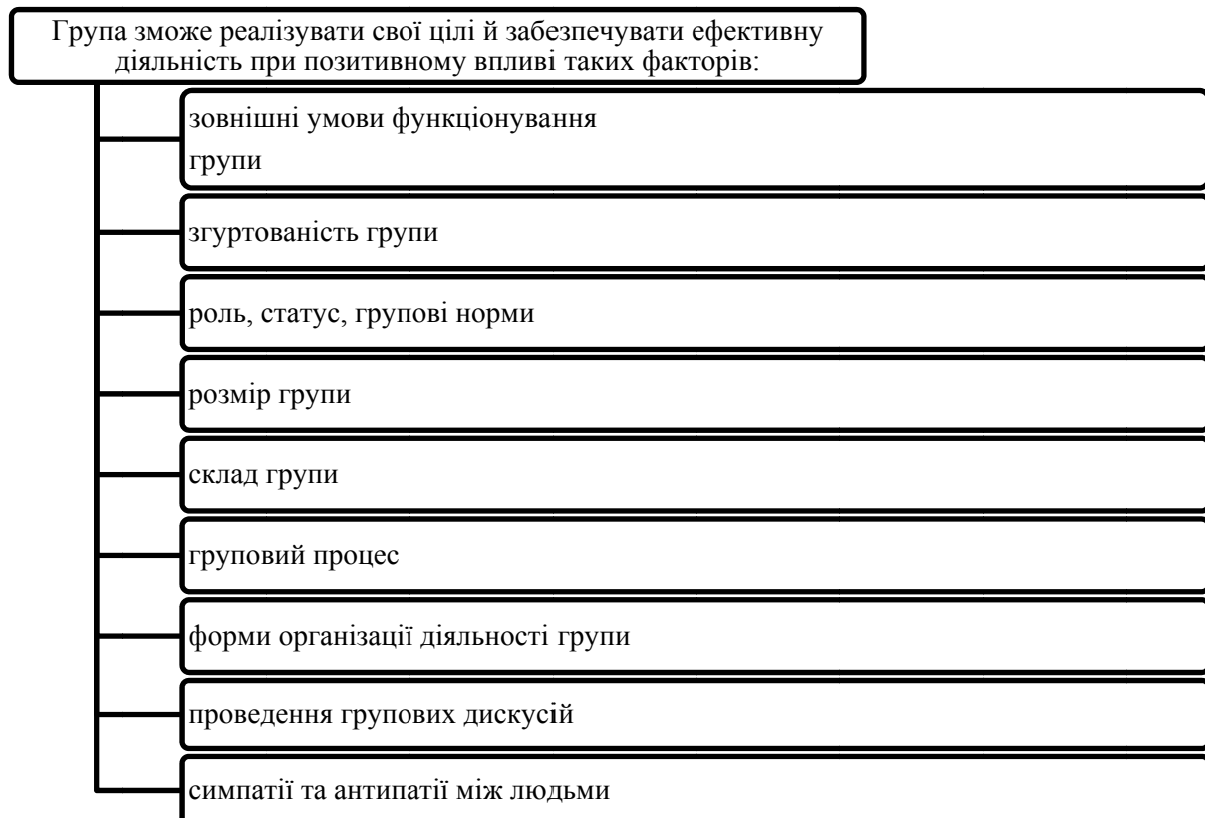 Група зможе реалізувати свої цілі й забезпечувати ефективну
діяльність при позитивному впливі таких факторів:
зовнішні умови функціонування
групи
згуртованість групи
роль, статус, групові норми
розмір групи
склад групи
груповий процес
форми організації діяльності групи
проведення групових дискусій
симпатії та антипатії між людьми